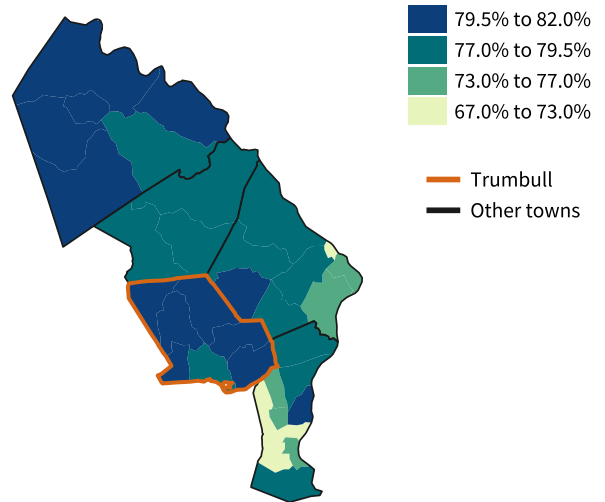 79.5% to 82.0%
77.0% to 79.5%
73.0% to 77.0%
67.0% to 73.0%
Trumbull
Other towns